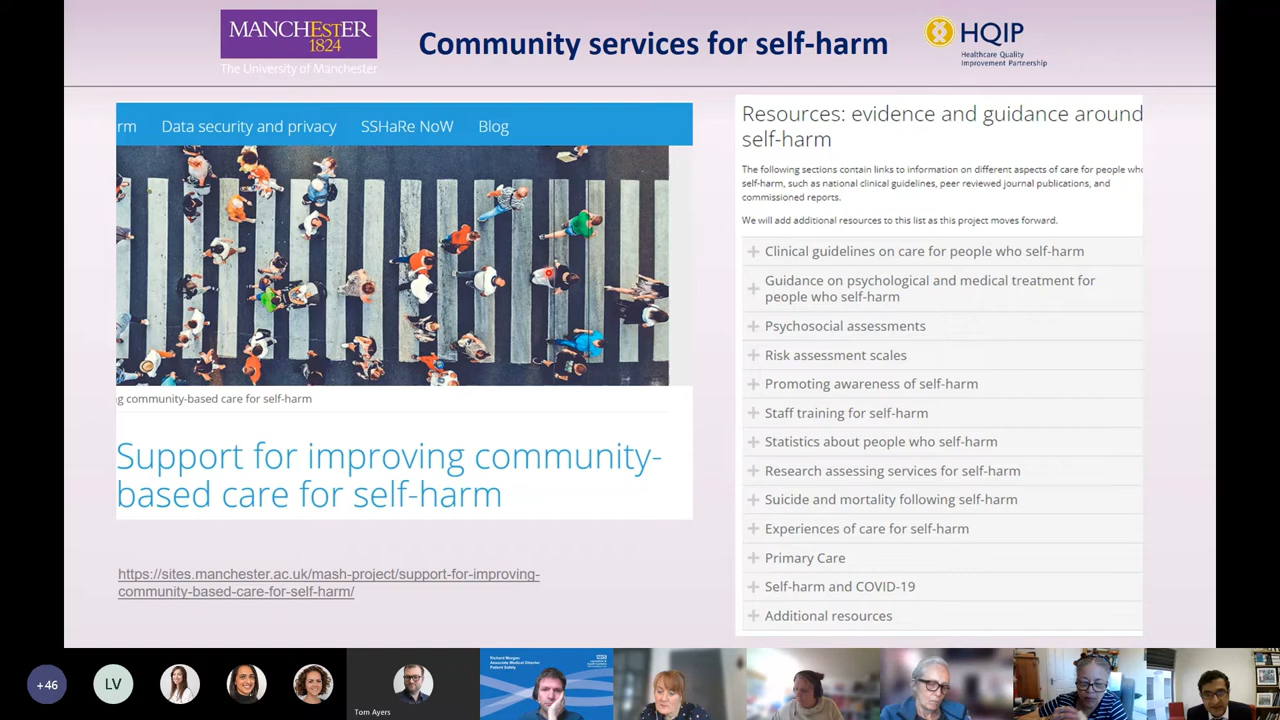 MANCHESTER
1824
The University of Manchester
Community services for self-harm
HQIP
Healthcare Quality
Improvement Partnership
rm Data security and privacy SSHaRe NoW Blog
g community-based care for self-harm
Support for improving community-
based care for self-harm
https://sites.manchester.ac.uk/mash-project/support-for-improving-
community-based-care-for-self-harm/
Resources: evidence and guidance around
self-harm
The following sections contain links to information on different aspects of care for people who
self-harm, such as national clinical guidelines, peer reviewed journal publications, and
commissioned reports.
We will add additional resources to this list as this project moves forward.
Clinical guidelines on care for people who self-harm
Guidance on psychological and medical treatment for
people who self-harm
Psychosocial assessments
Risk assessment scales
Promoting awareness of self-harm
Staff training for self-harm
Statistics about people who self-harm
Research assessing services for self-harm
Suicide and mortality following self-harm
Experiences of care for self-harm
Primary Care
Self-harm and COVID-19
Additional resources
+46
LV
Tom Ayers
Richard Morgan
Associate Medical Director
Patient Safety
NHS